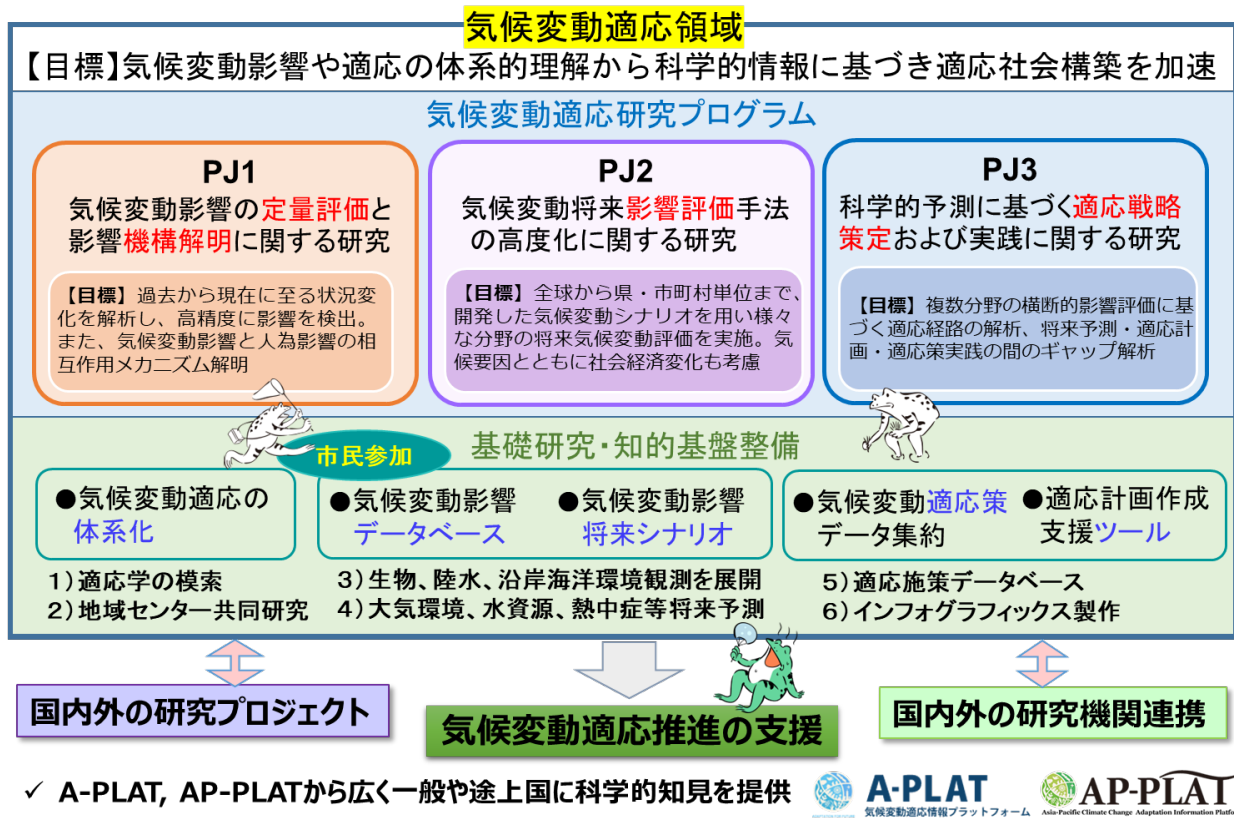 気候変動適応領域
【目標】気候変動影響や適応の体系的理解から科学的情報に基づき適応社会構築を加速
気候変動適応研究プログラム
PJ1
気候変動影響の定量評価と
影響機構解明に関する研究
【目標】過去から現在に至る状況変
化を解析し、高精度に影響を検出。
また、気候変動影響と人為影響の相
互作用メカニズム解明
PJ2
気候変動将来影響評価手法
の高度化に関する研究
【目標】全球から県・市町村単位まで、
開発した気候変動シナリオを用い様々
な分野の将来気候変動評価を実施。気
候要因とともに社会経済変化も考慮
PJ3
科学的予測に基づく適応戦略
策定および実践に関する研究
【目標】複数分野の横断的影響評価に基
づく適応経路の解析、将来予測・適応計
画・適応策実践の間のギャップ解析
市民参加
基礎研究・知的基盤整備
●気候変動適応の
体系化
●気候変動影響
データベース
●気候変動影響
将来シナリオ
●気候変動適応策
データ集約
●適応計画作成
支援ツール
1）適応学の模索
2）地域センター共同研究
3）生物、陸水、沿岸海洋環境観測を展開
4）大気環境、水資源、熱中症等将来予測
5）適応施策データベース
6）インフォグラフィックス製作
国内外の研究プロジェクト
気候変動適応推進の支援
国内外の研究機関連携
✓ A-PLAT, AP-PLATから広く一般や途上国に科学的知見を提供
A-PLAT
気候変動適応情報プラットフォーム
AP-PLAT
Asia-Pacific Climate Change Adaptation Information Platfo